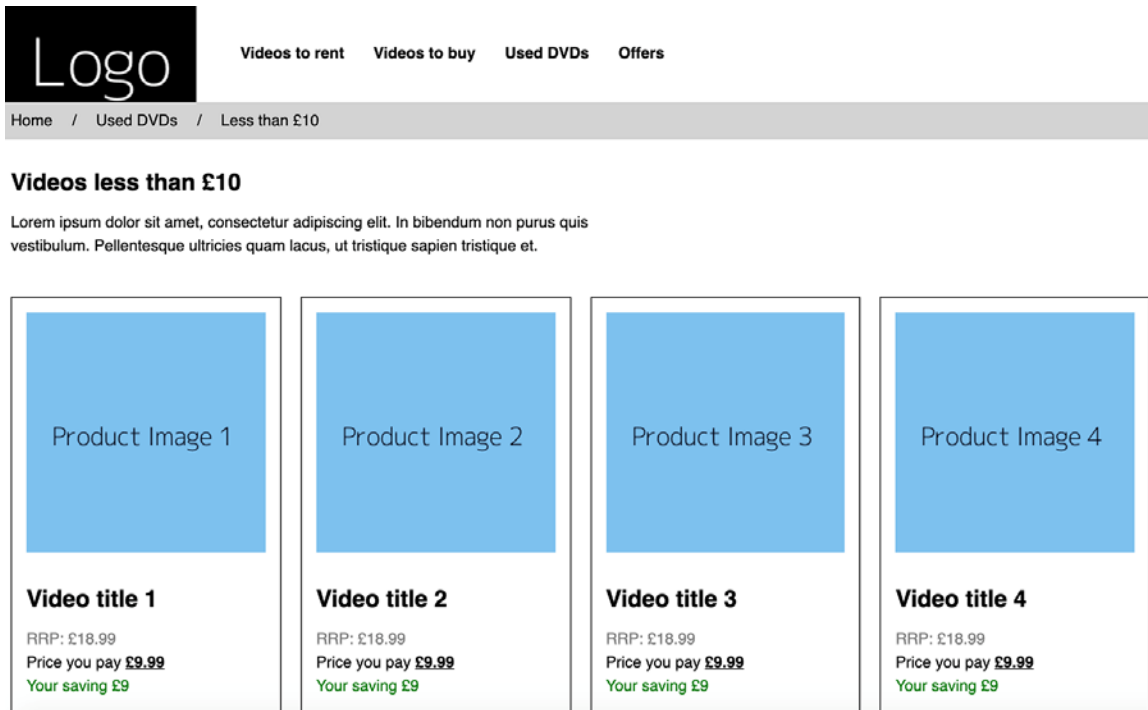 Logo
Videos to rent Videos to buy Used DVDs Offers
Home / Used DVDs / Less than £10
Videos less than £10
Lorem ipsum dolor sit amet, consectetur adipiscing elit. In bibendum non purus quis
vestibulum. Pellentesque ultricies quam lacus, ut tristique sapien tristique et.
Product Image 1
Video title 1
RRP: £18.99
Price you pay £9.99
Your saving £9
Product Image 2
Video title 2
RRP: £18.99
Price you pay £9.99
Your saving £9
Product Image 3
Video title 3
RRP: £18.99
Price you pay £9.99
Your saving £9
Product Image 4
Video title 4
RRP: £18.99
Price you pay £9.99
Your saving £9